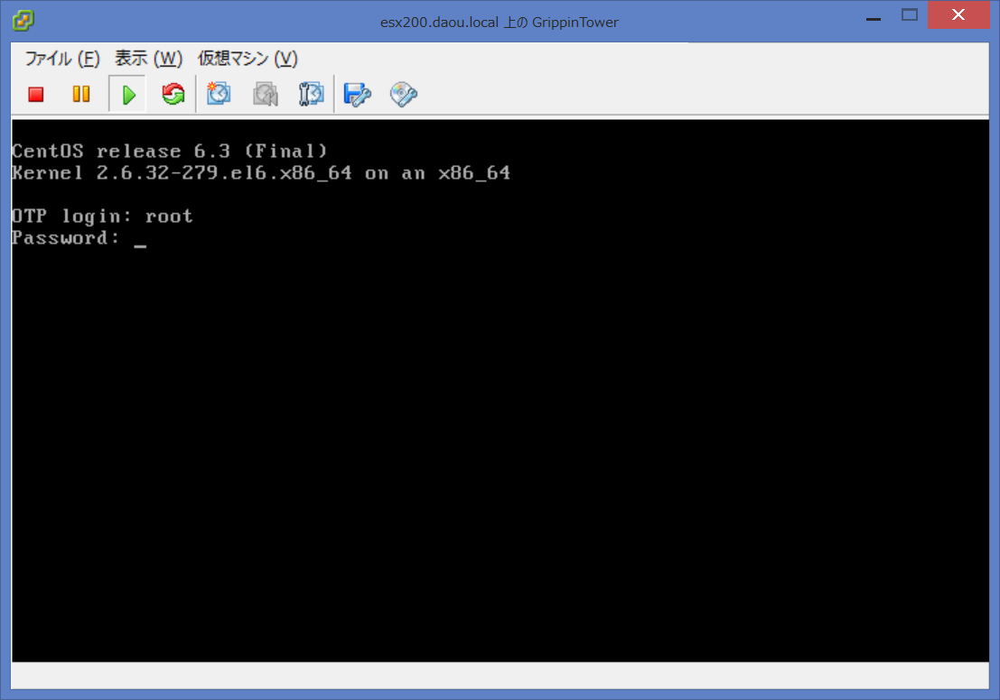 esx200.daou.local 上の GrippinTower
ファイル (F) 表示 (W) 仮想マシン (V)
CentOS release 6.3 (Final)
Kernel 2.6.32-279.el6.x86_64 on an x86_64
OTP login: root
Password: _